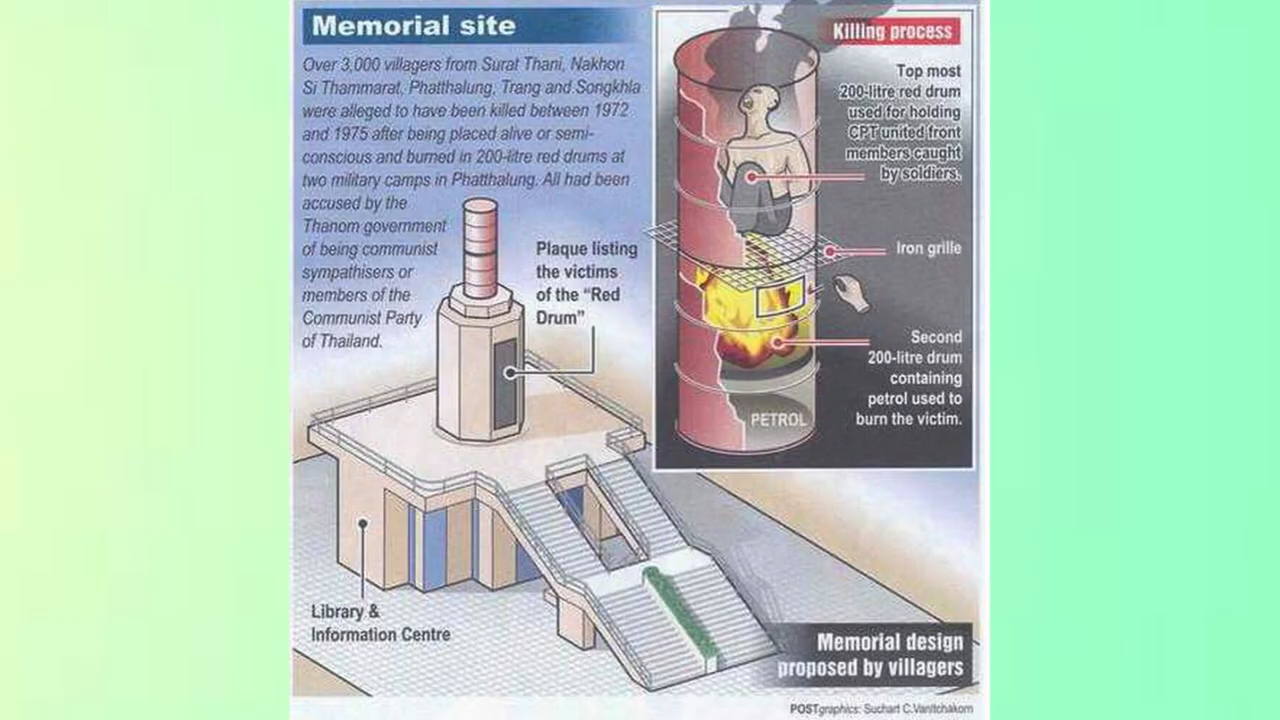 Memorial site
Over 3,000 villagers from Surat Thani, Nakhon
Si Thammarat, Phatthalung, Trang and Songkhla
were alleged to have been killed between 1972
and 1975 after being placed alive or semi-
conscious and burned in 200-litre red drums at
two military camps in Phatthalung. All had been
accused by the
Thanom government
of being communist
sympathisers or
members of the
Communist Party
of Thailand.
Plaque listing
the victims
of the “Red
Drum”
Library &
Information Centre
Killing process
Top most
200-litre red drum
used for holding
CPT united front
members caught
by soldiers.
Iron grille
Second
200-litre drum
containing
petrol used to
burn the victim.
PETROL
Memorial design
proposed by villagers
POSTgraphics: Suchart C.Vanitchakorn